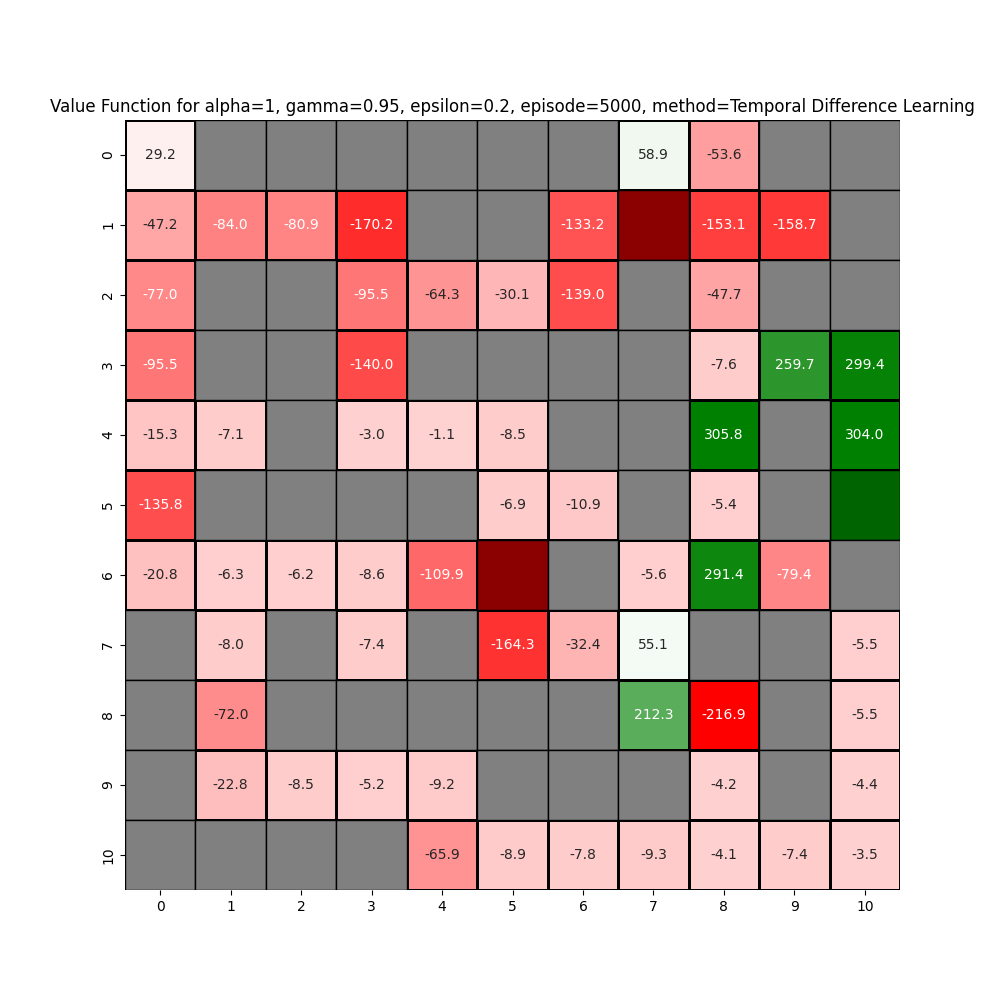 Value Function for alpha=1, gamma=0.95, epsilon=0.2, episode=5000, method=Temporal Difference Learning
0 29.2 58.9 -53.6
1 -47.2 -84.0 -80.9 -170.2 -133.2 -153.1 -158.7
2 -77.0 -95.5 -64.3 -30.1 -139.0 -47.7
3 -95.5 -140.0 -7.6 259.7 299.4
4 -15.3 -7.1 -3.0 -1.1 -8.5 305.8 304.0
5 -135.8 -6.9 -10.9 -5.4
6 -20.8 -6.3 -6.2 -8.6 -109.9 -5.6 291.4 -79.4
7 -8.0 -7.4 -164.3 -32.4 55.1 -5.5
8 -72.0 212.3 -216.9 -5.5
9 -22.8 -8.5 -5.2 -9.2 -4.2 -4.4
10 -65.9 -8.9 -7.8 -9.3 -4.1 -7.4 -3.5
0 1 2 3 4 5 6 7 8 9 10